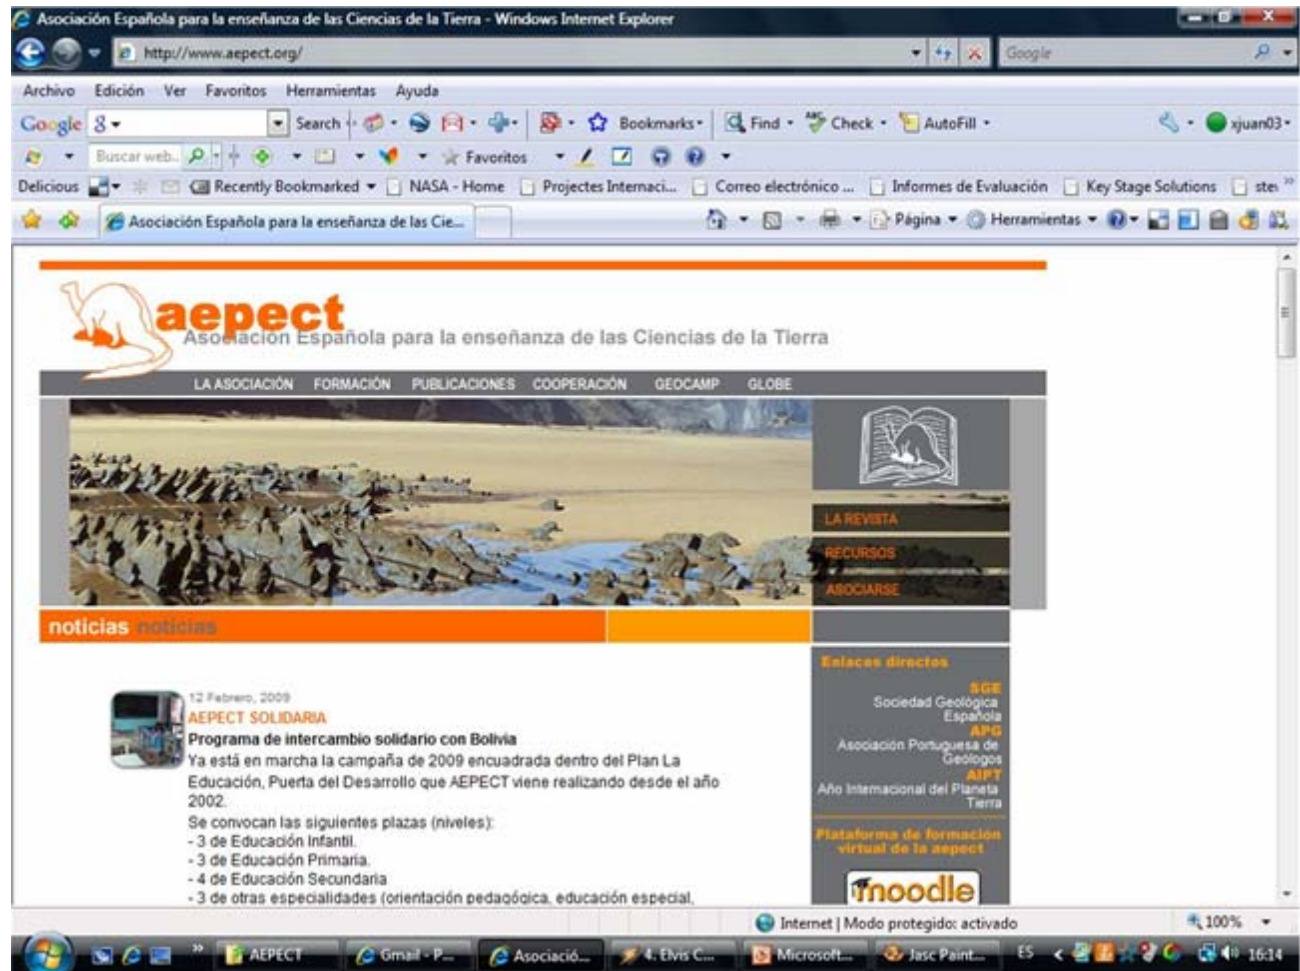 Asociación Española para la enseñanza de las Ciencias de la Tierra - Windows Internet Explorer
http://www.aepect.org/
Google
Archivo Edición Ver Favoritos Herramientas Ayuda
Google Search Bookmarks Find Check AutoFill xjuan03
Buscar web... Favoritos
Delicious Recently Bookmarked NASA - Home Projectes Internaci... Correo electrónico ... Informes de Evaluación Key Stage Solutions
Asociación Española para la enseñanza de las Cie... Página Herramientas
aepect
Asociación Española para la enseñanza de las Ciencias de la Tierra
LA ASOCIACIÓN FORMACIÓN PUBLICACIONES COOPERACIÓN GEOCAMP GLOBE
LA REVISTA
RECURSOS
ASOCIARSE
noticias noticias
12 Febrero, 2009
AEPECT SOLIDARIA
Programa de intercambio solidario con Bolivia
Ya está en marcha la campaña de 2009 encuadrada dentro del Plan La
Educación, Puerta del Desarrollo que AEPECT viene realizando desde el año
2002.
Se convocan las siguientes plazas (niveles):
- 3 de Educación Infantil.
- 3 de Educación Primaria.
- 4 de Educación Secundaria
- 3 de otras especialidades (orientación pedagógica, educación especial,
Enlaces directos
SGE
Sociedad Geológica
Española
APG
Asociación Portuguesa de
Geólogos
AIPT
Año Internacional del Planeta
Tierra
Plataforma de formación
virtual de la aepect
moodle
Internet | Modo protegido: activado 100%
AEPECT Gmail - P... Asociació... 4. Elvis C... Microsoft... Jasc Paint... ES 16:14